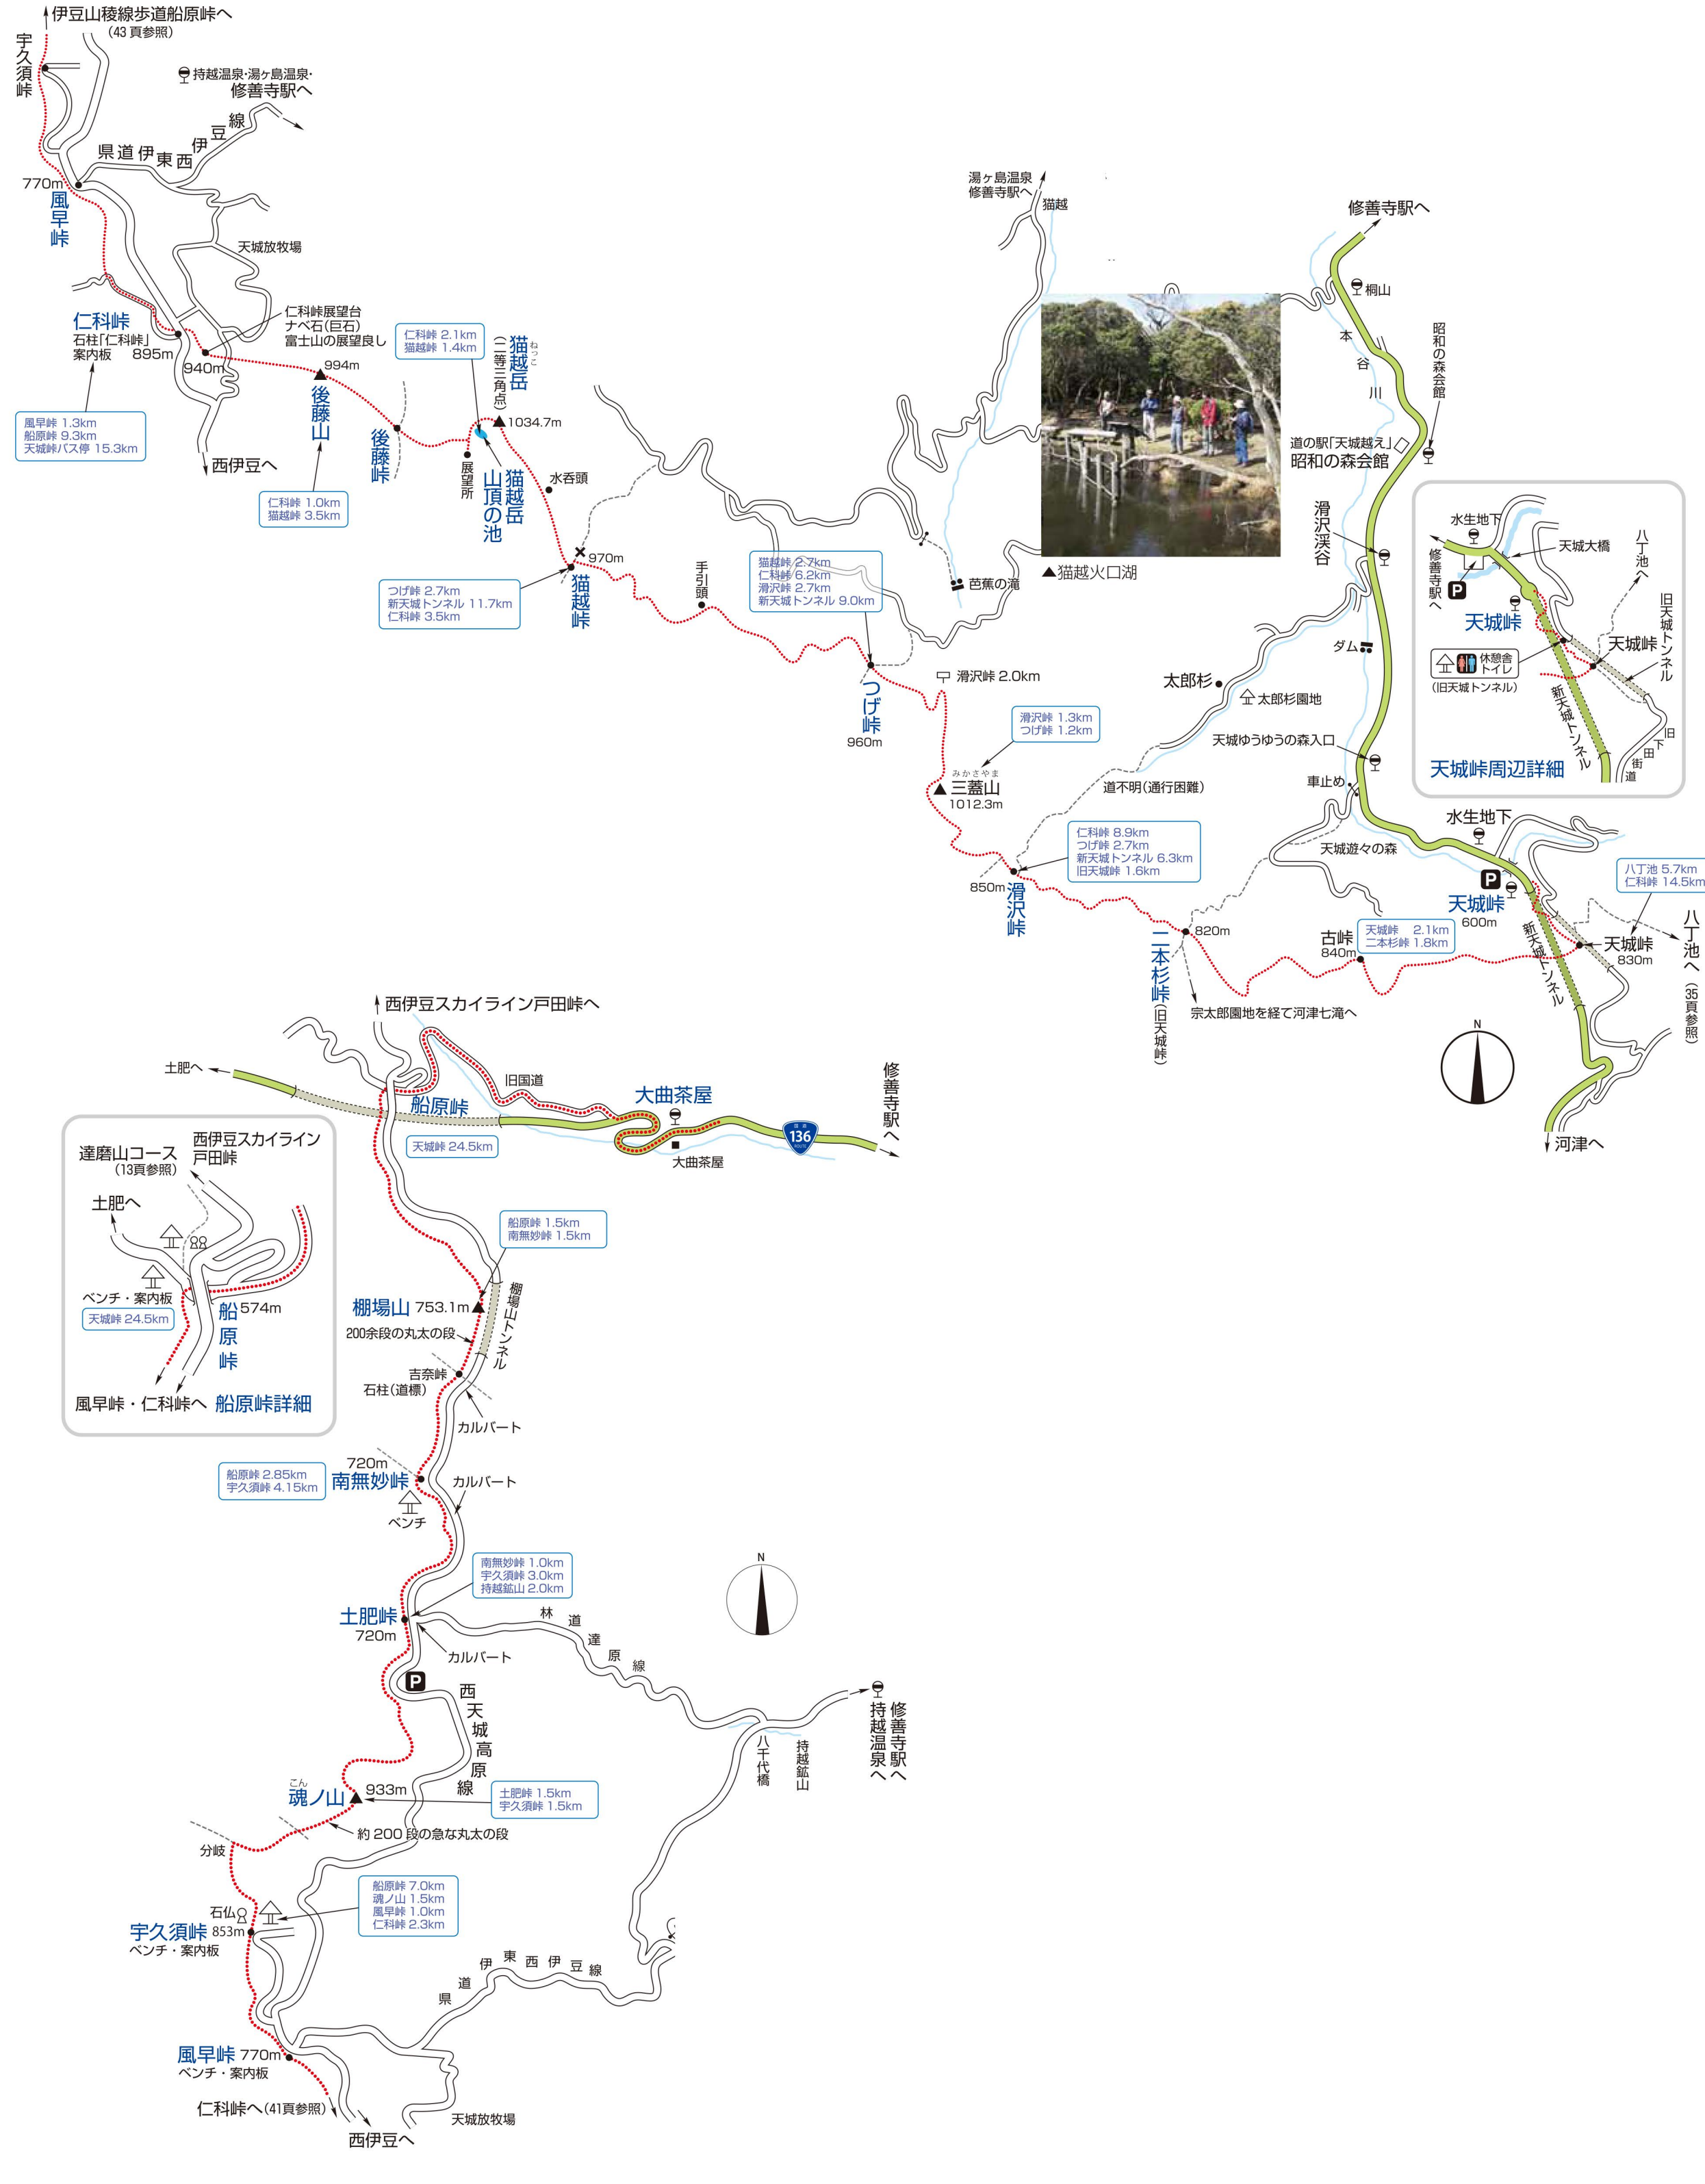 伊豆山稜線歩道船原峠へ
(43頁参照)
宇久須峠
持越温泉・湯ヶ島温泉・
修善寺駅へ
県道伊東西伊豆線
770m
風早峠
天城放牧場
仁科峠
石柱「仁科峠」
案内板
895m
仁科峠展望台
ナベ石(巨石)
富士山の展望良し
940m
風早峠 1.3km
船原峠 9.3km
天城峠バス停 15.3km
西伊豆へ
994m
後藤山
仁科峠 1.0km
猫越峠 3.5km
後藤峠
仁科峠 2.1km
猫越峠 1.4km
猫越岳
ねっこ
(二等三角点)
1034.7m
展望所
猫越岳
山頂の池
水呑頭
970m
猫越峠
つげ峠 2.7km
新天城トンネル 11.7km
仁科峠 3.5km
手引頭
猫越峠 2.7km
仁科峠 6.2km
滑沢峠 2.7km
新天城トンネル 9.0km
つげ峠
960m
湯ヶ島温泉
修善寺駅へ
猫越
芭蕉の滝
▲猫越火口湖
滑沢峠 2.0km
滑沢峠 1.3km
つげ峠 1.2km
みかさやま
三蓋山
1012.3m
仁科峠 8.9km
つげ峠 2.7km
新天城トンネル 6.3km
旧天城峠 1.6km
850m
滑沢峠
道不明(通行困難)
太郎杉
太郎杉園地
820m
二本杉峠
(旧天城峠)
宗太郎園地を経て河津七滝へ
修善寺駅へ
桐山
本谷川
昭和の森会館
道の駅「天城越え」
昭和の森会館
滑沢渓谷
ダム
天城ゆうゆうの森入口
車止め
天城遊々の森
水生地下
P
天城峠
600m
新天城トンネル
古峠
840m
天城峠 2.1km
二本杉峠 1.8km
天城峠
830m
八丁池 5.7km
仁科峠 14.5km
八丁池へ(35頁参照)
N
河津へ
水生地下
天城大橋
八丁池へ
修善寺駅へ
P
天城峠
旧天城トンネル
天城峠
休憩舎
トイレ
(旧天城トンネル)
新天城トンネル
旧下田街道
天城峠周辺詳細
西伊豆スカイライン戸田峠へ
土肥へ
旧国道
船原峠
天城峠 24.5km
大曲茶屋
大曲茶屋
国道
136
ROUTE
修善寺駅へ
達磨山コース
(13頁参照)
西伊豆スカイライン
戸田峠
土肥へ
ベンチ・案内板
天城峠 24.5km
船原峠
574m
風早峠・仁科峠へ
船原峠詳細
船原峠 1.5km
南無妙峠 1.5km
棚場山 753.1m
棚場山トンネル
200余段の丸太の段
吉奈峠
石柱(道標)
カルバート
720m
南無妙峠
船原峠 2.85km
宇久須峠 4.15km
カルバート
ベンチ
南無妙峠 1.0km
宇久須峠 3.0km
持越鉱山 2.0km
土肥峠
720m
カルバート
林道達原線
N
P
西天城高原線
修善寺駅へ
持越温泉へ
八千代橋
持越鉱山
こん
魂ノ山
933m
土肥峠 1.5km
宇久須峠 1.5km
約200段の急な丸太の段
分岐
船原峠 7.0km
魂ノ山 1.5km
風早峠 1.0km
仁科峠 2.3km
石仏
宇久須峠 853m
ベンチ・案内板
県道伊東西伊豆線
風早峠 770m
ベンチ・案内板
仁科峠へ(41頁参照)
西伊豆へ
天城放牧場